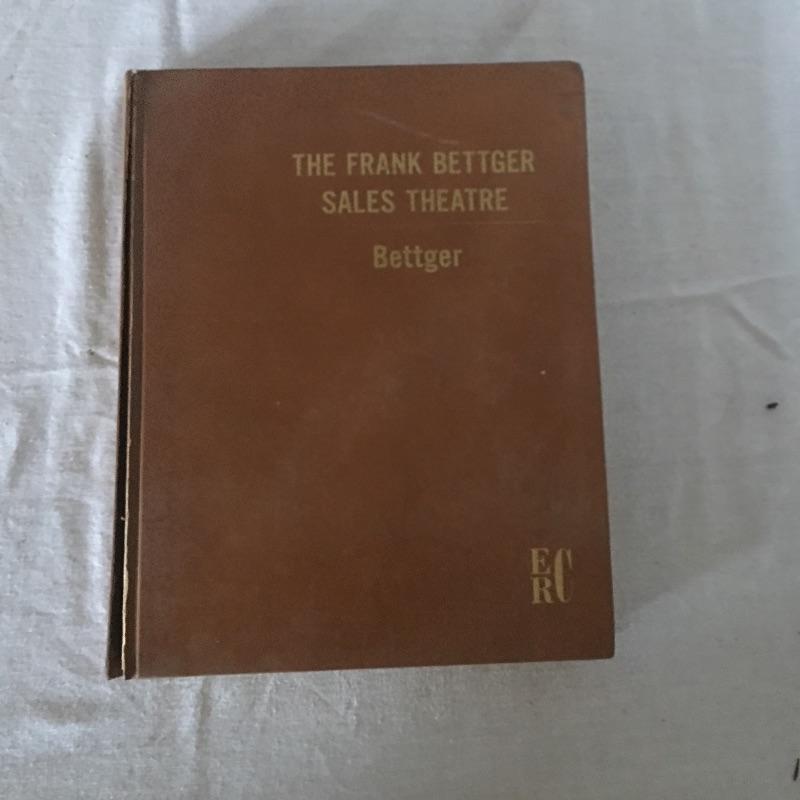 THE FRANK BETTGER
SALES THEATRE
Bettger
ERC